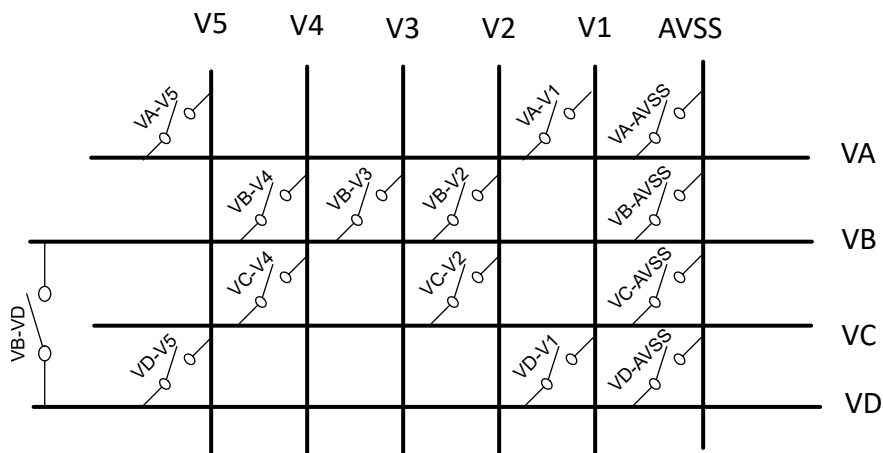 V5 V4 V3 V2 V1 AVSS
VA-V5 VA-V1 VA-AVSS
VA
VB-V4 VB-V3 VB-V2 VB-AVSS
VB
VC-V4 VC-V2 VC-AVSS
VC
VB-VD
VD-V5 VD-V1 VD-AVSS
VD